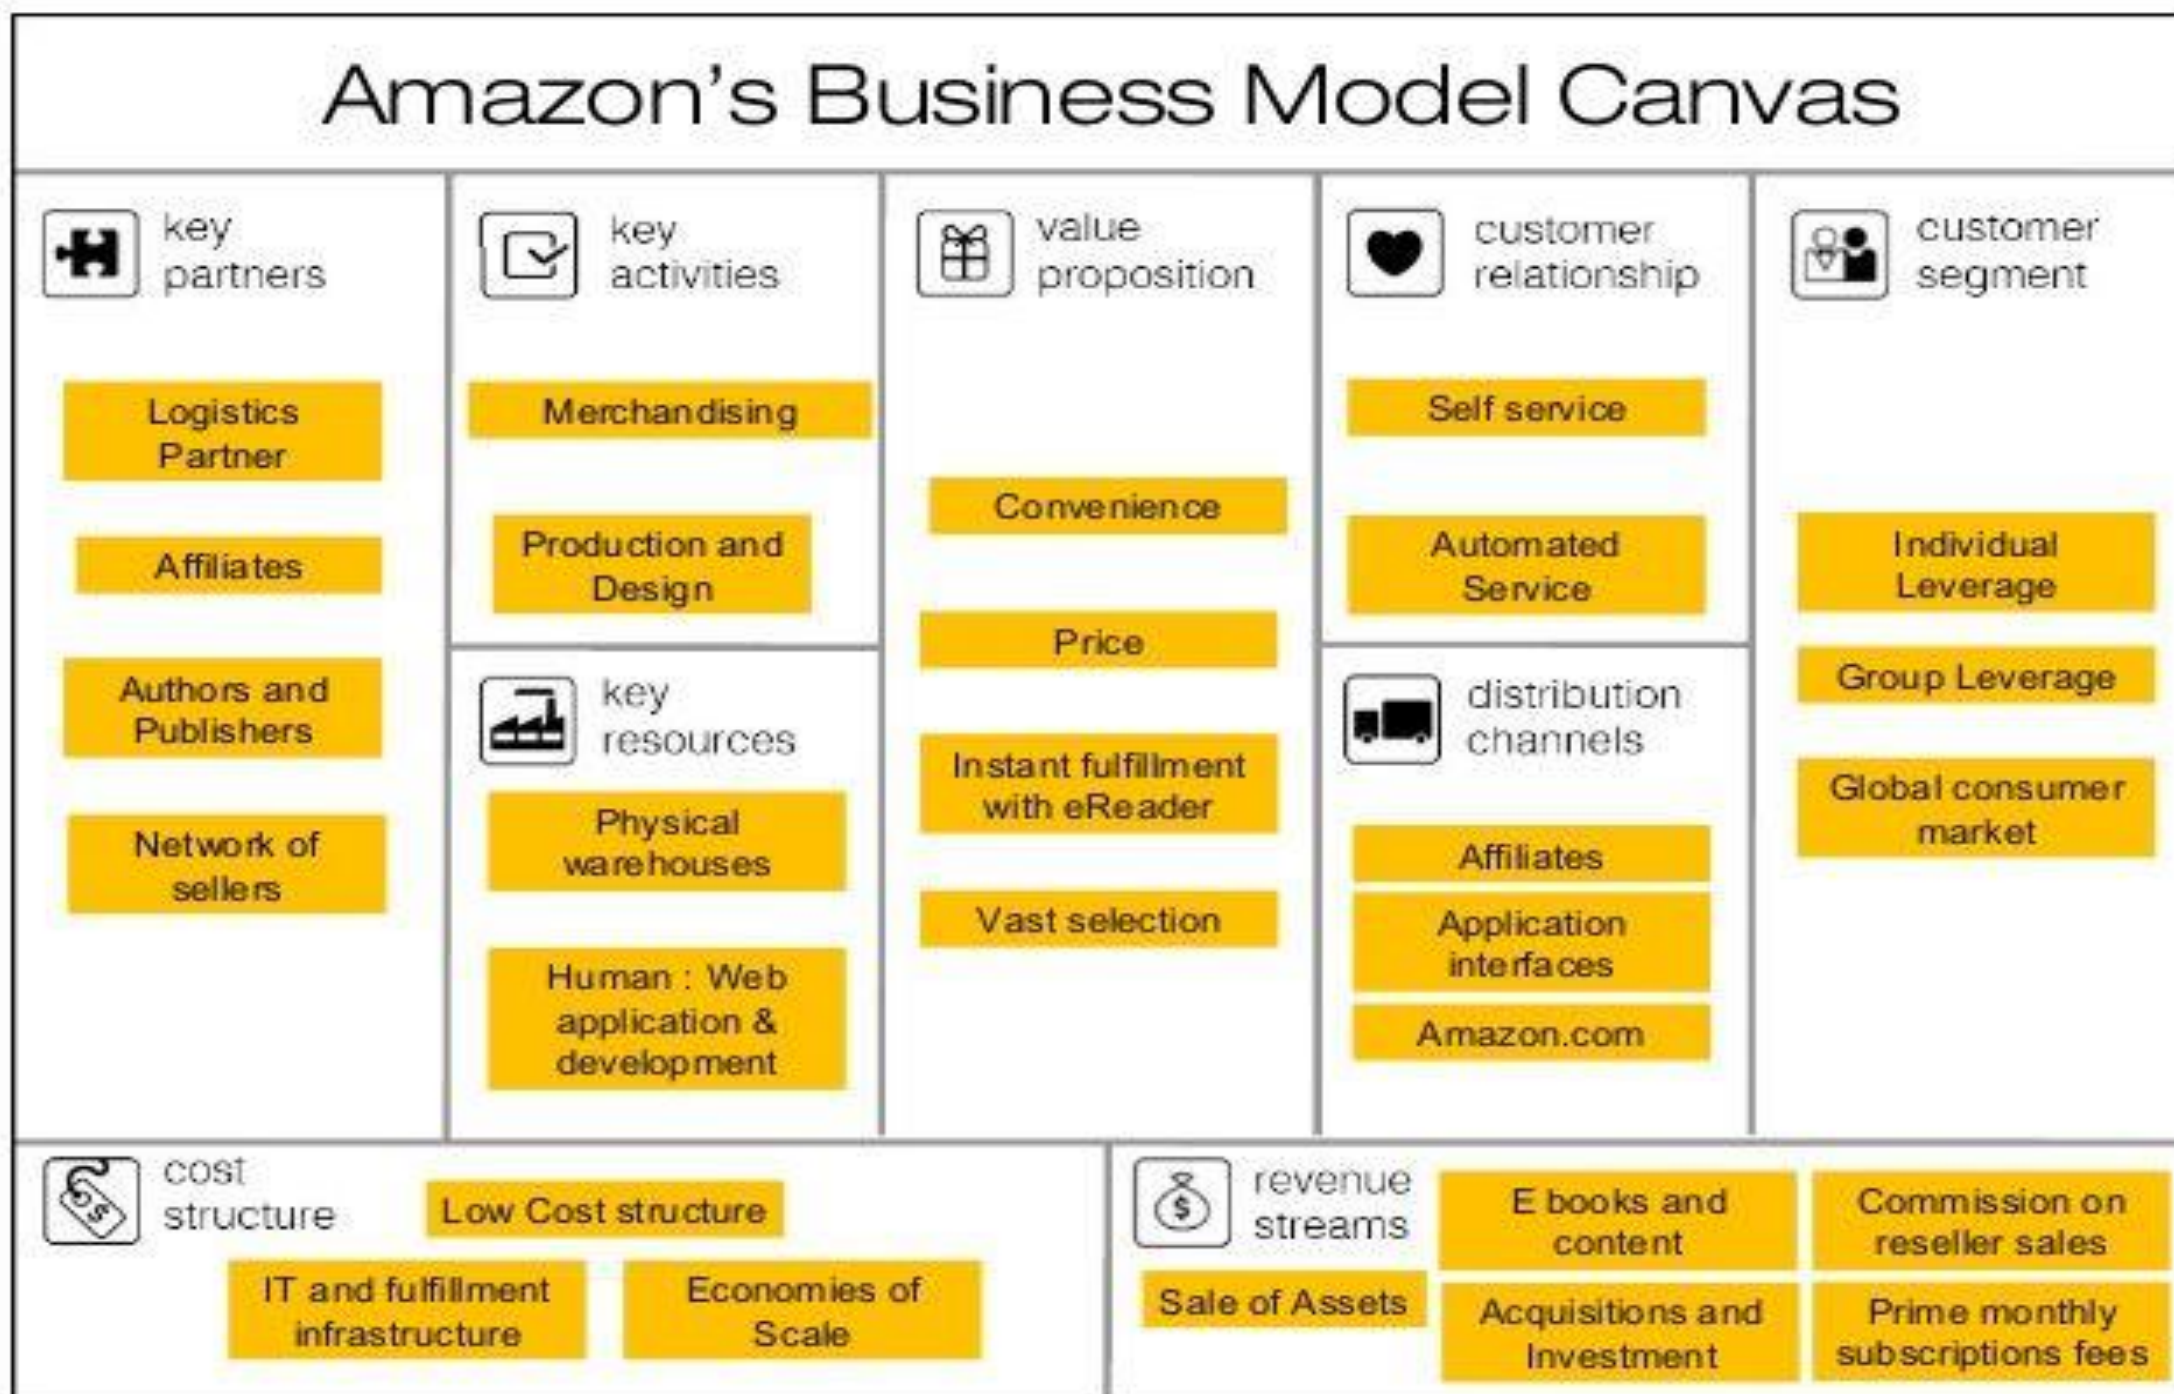 Amazon's Business Model Canvas
key
partners
Logistics
Partner
Affiliates
Authors and
Publishers
Network of
sellers
key
activities
Merchandising
Production and
Design
key
resources
Physical
warehouses
Human : Web
application &
development
value
proposition
Convenience
Price
Instant fulfillment
with eReader
Vast selection
customer
relationship
Self service
Automated
Service
distribution
channels
Affiliates
Application
interfaces
Amazon.com
customer
segment
Individual
Leverage
Group Leverage
Global consumer
market
cost
structure
Low Cost structure
IT and fulfillment
infrastructure
Economies of
Scale
revenue
streams
Sale of Assets
E books and
content
Acquisitions and
Investment
Commission on
reseller sales
Prime monthly
subscriptions fees